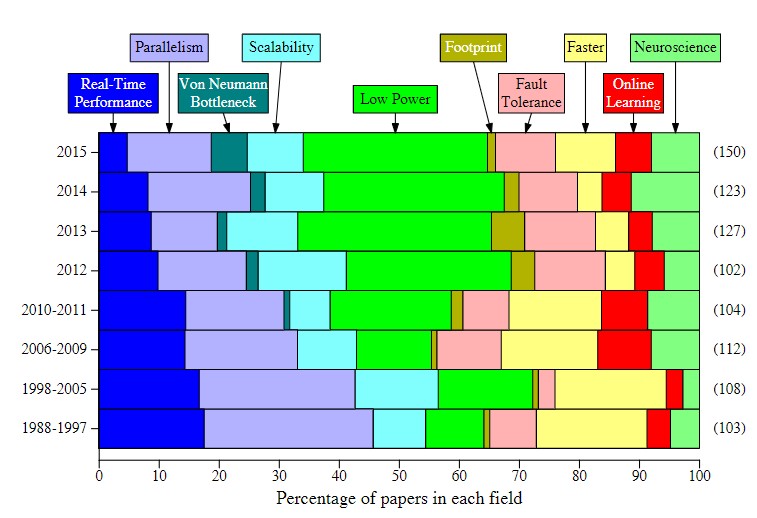 Parallelism
Scalability
Footprint
Faster
Neuroscience
Real-Time
Performance
Von Neumann
Bottleneck
Low Power
Fault
Tolerance
Online
Learning
2015 (150)
2014 (123)
2013 (127)
2012 (102)
2010-2011 (104)
2006-2009 (112)
1998-2005 (108)
1988-1997 (103)
0 10 20 30 40 50 60 70 80 90 100
Percentage of papers in each field